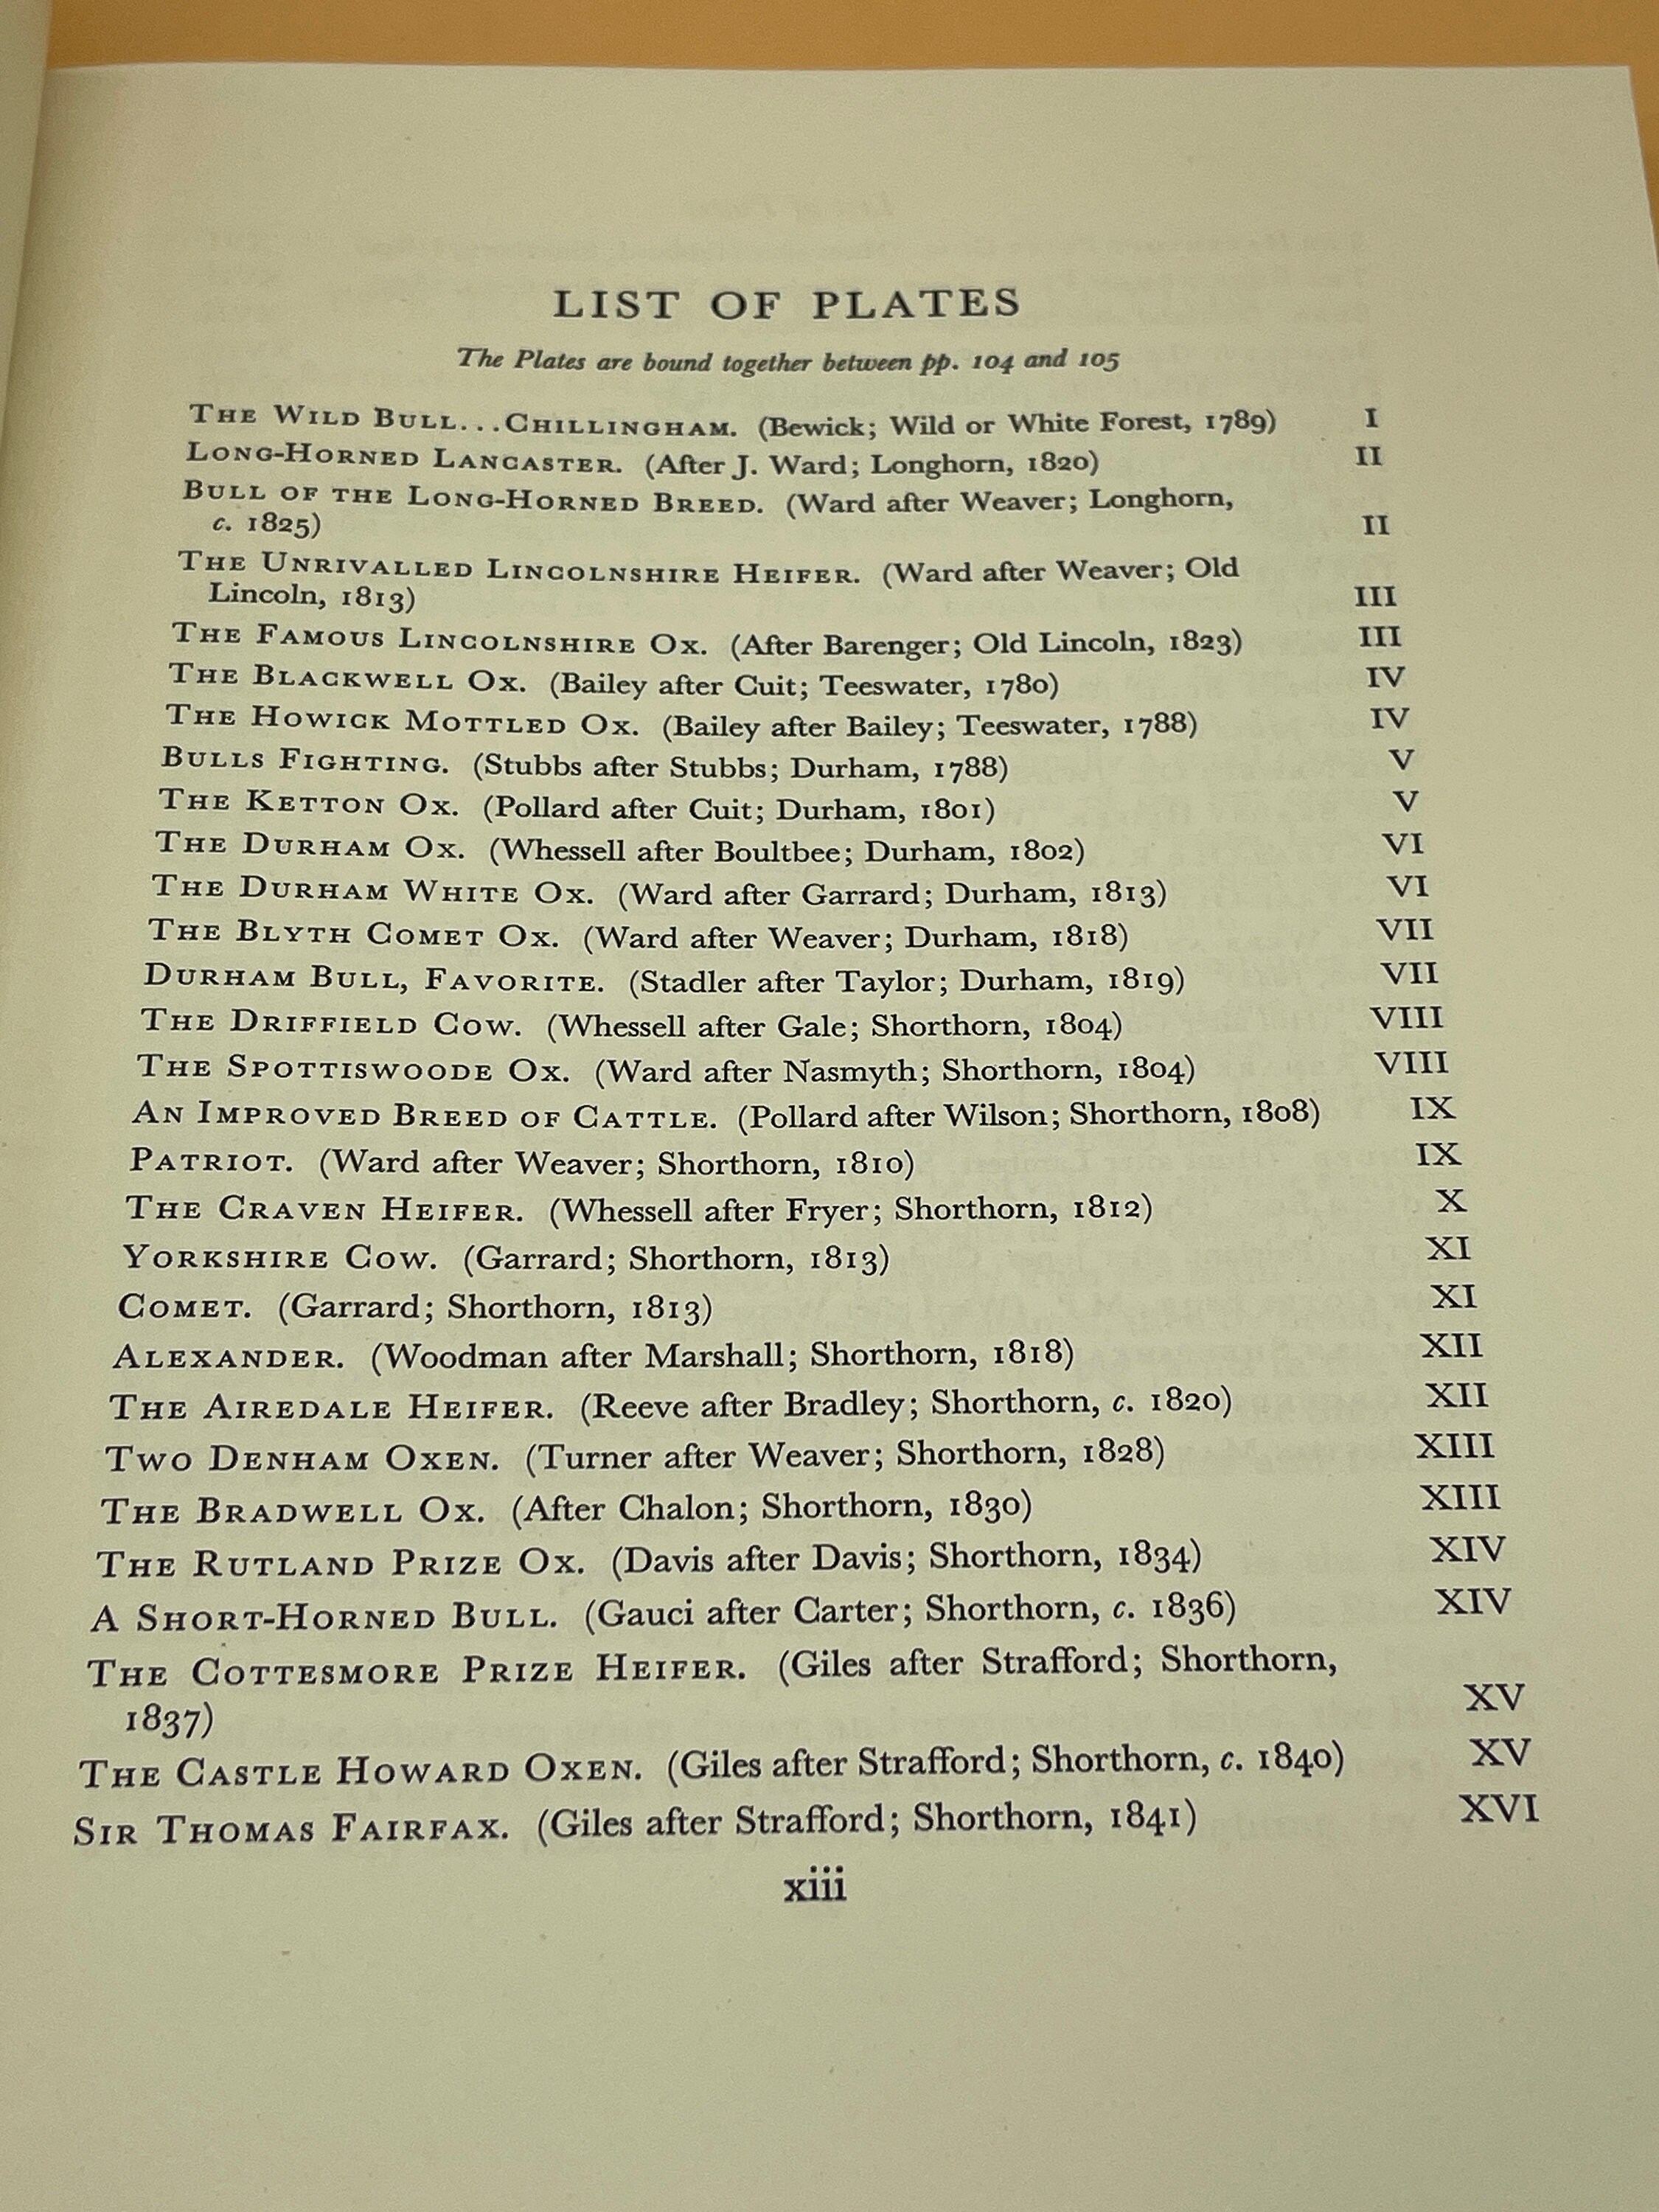 LIST OF PLATES
The Plates are bound together between pp. 104 and 105
THE WILD BULL...CHILLINGHAM. (Bewick; Wild or White Forest, 1789) I
LONG-HORNED LANCASTER. (After J. Ward; Longhorn, 1820) II
BULL OF THE LONG-HORNED BREED. (Ward after Weaver; Longhorn,
c. 1825) II
THE UNRIVALLED LINCOLNSHIRE HEIFER. (Ward after Weaver; Old
Lincoln, 1813) III
THE FAMOUS LINCOLNSHIRE OX. (After Barenger; Old Lincoln, 1823) III
THE BLACKWELL OX. (Bailey after Cuit; Teeswater, 1780) IV
THE HOWICK MOTTLED OX. (Bailey after Bailey; Teeswater, 1788) IV
BULLS FIGHTING. (Stubbs after Stubbs; Durham, 1788) V
THE KETTON OX. (Pollard after Cuit; Durham, 1801) V
THE DURHAM OX. (Whessell after Boultbee; Durham, 1802) VI
THE DURHAM WHITE OX. (Ward after Garrard; Durham, 1813) VI
THE BLYTH COMET OX. (Ward after Weaver; Durham, 1818) VII
DURHAM BULL, FAVORITE. (Stadler after Taylor; Durham, 1819) VII
THE DRIFFIELD COW. (Whessell after Gale; Shorthorn, 1804) VIII
THE SPOTTISWOODE OX. (Ward after Nasmyth; Shorthorn, 1804) VIII
AN IMPROVED BREED OF CATTLE. (Pollard after Wilson; Shorthorn, 1808) IX
PATRIOT. (Ward after Weaver; Shorthorn, 1810) IX
THE CRAVEN HEIFER. (Whessell after Fryer; Shorthorn, 1812) X
YORKSHIRE COW. (Garrard; Shorthorn, 1813) XI
COMET. (Garrard; Shorthorn, 1813) XI
ALEXANDER. (Woodman after Marshall; Shorthorn, 1818) XII
THE AIREDALE HEIFER. (Reeve after Bradley; Shorthorn, c. 1820) XII
TWO DENHAM OXEN. (Turner after Weaver; Shorthorn, 1828) XIII
THE BRADWELL OX. (After Chalon; Shorthorn, 1830) XIII
THE RUTLAND PRIZE OX. (Davis after Davis; Shorthorn, 1834) XIV
A SHORT-HORNED BULL. (Gauci after Carter; Shorthorn, c. 1836) XIV
THE COTTESMORE PRIZE HEIFER. (Giles after Strafford; Shorthorn,
1837) XV
THE CASTLE HOWARD OXEN. (Giles after Strafford; Shorthorn, c. 1840) XV
SIR THOMAS FAIRFAX. (Giles after Strafford; Shorthorn, 1841) XVI
xiii